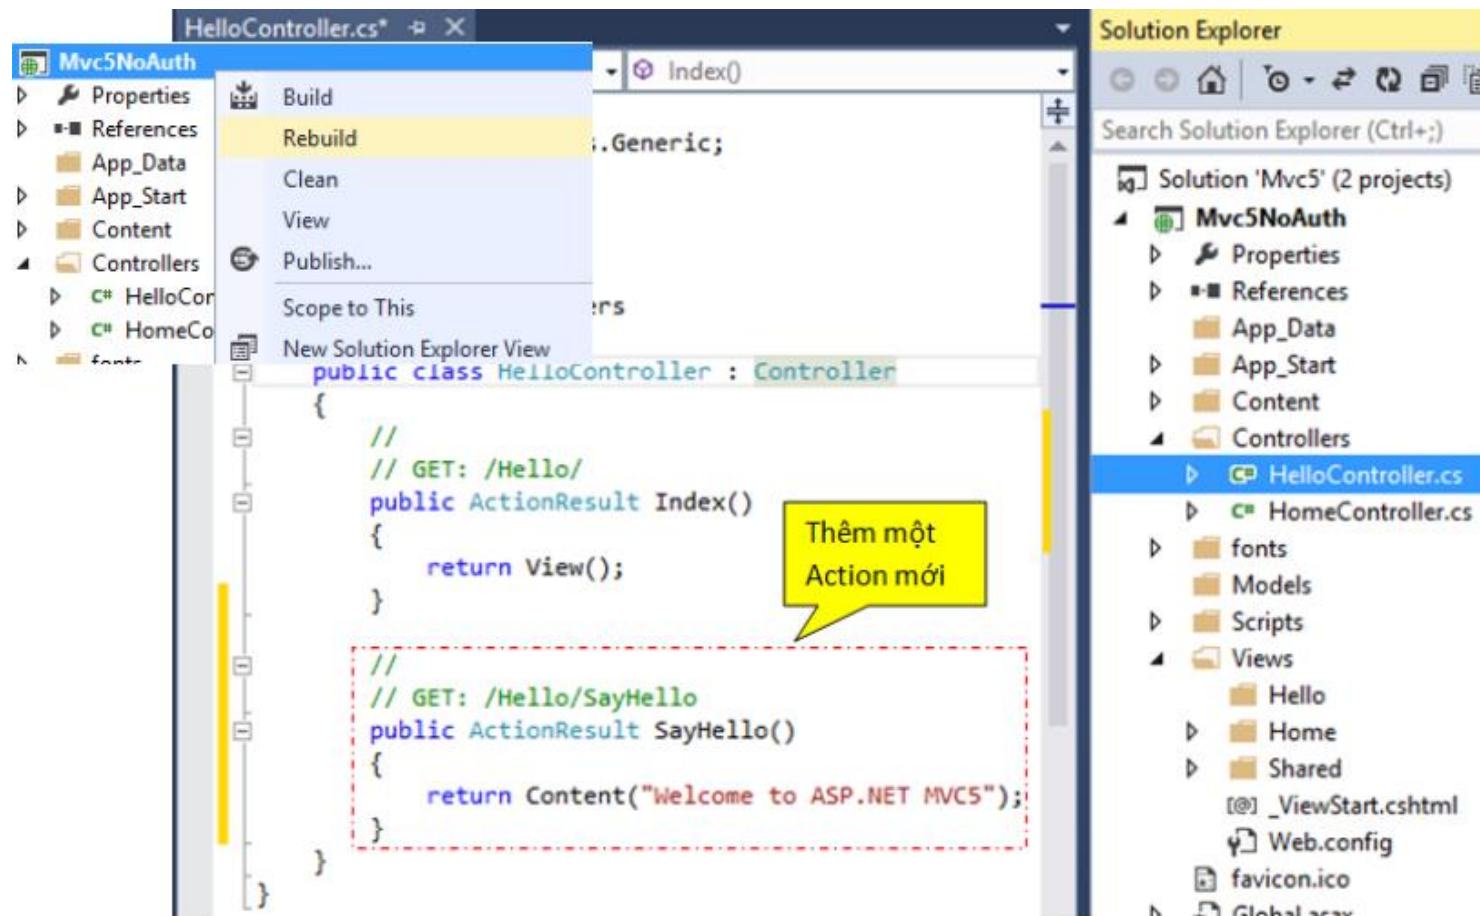 HelloController.cs*
Mvc5NoAuth
Properties
References
App_Data
App_Start
Content
Controllers
C# HelloCor
C# HomeCo
Build
Rebuild
Clean
View
Publish...
Scope to This
New Solution Explorer View
Index()
.Generic;
public class HelloController : Controller
{
//
// GET: /Hello/
public ActionResult Index()
{
return View();
}
//
// GET: /Hello/SayHello
public ActionResult SayHello()
{
return Content("Welcome to ASP.NET MVC5");
}
}
}
Thêm một
Action mới
Solution Explorer
Search Solution Explorer (Ctrl+;)
Solution 'Mvc5' (2 projects)
Mvc5NoAuth
Properties
References
App_Data
App_Start
Content
Controllers
C# HelloController.cs
C# HomeController.cs
fonts
Models
Scripts
Views
Hello
Home
Shared
[@] _ViewStart.cshtml
Web.config
favicon.ico